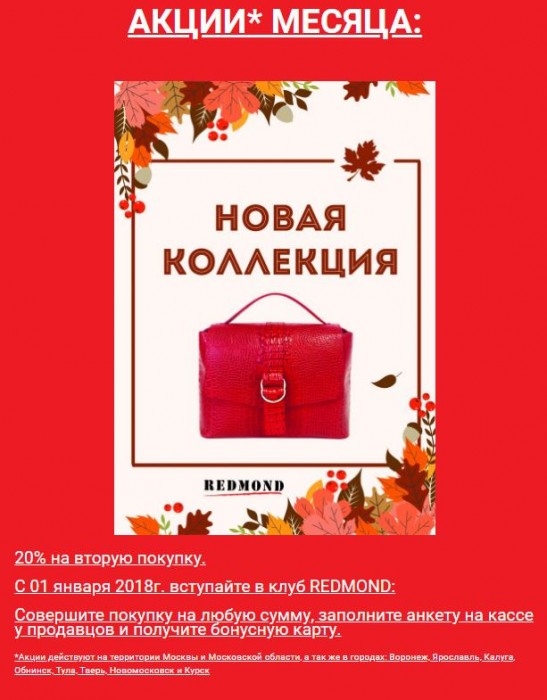 АКЦИИ* МЕСЯЦА:
НОВАЯ
КОЛЛЕКЦИЯ
REDMOND
20% на вторую покупку.
С 01 января 2018г. вступайте в клуб REDMOND:
Совершите покупку на любую сумму, заполните анкету на кассе
у продавцов и получите бонусную карту.
*Акции действуют на территории Москвы и Московской области, а так же в городах: Воронеж, Ярославль, Калуга,
Обнинск, Тула, Тверь, Новомосковск и Курск